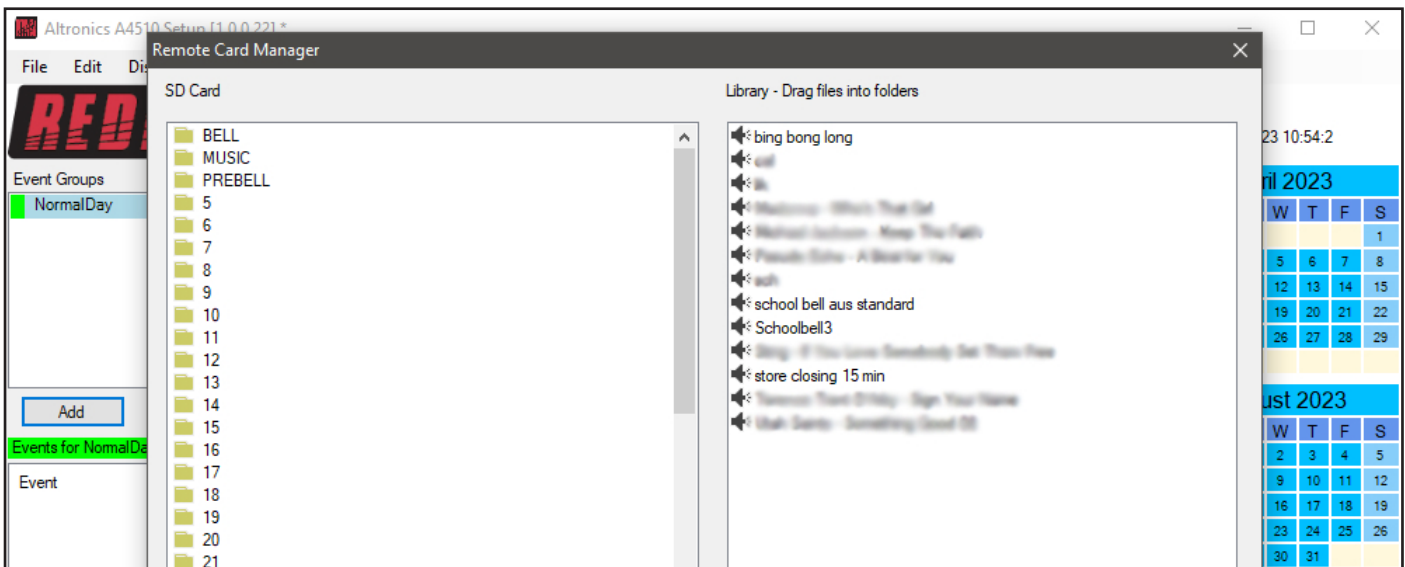 Altronics A4510 Setup [1.0.0.22] *
Remote Card Manager
File Edit Dis
SD Card
Library - Drag files into folders
RED
Event Groups
NormalDay
Add
Events for NormalDa
Event
BELL
MUSIC
PREBELL
5
6
7
8
9
10
11
12
13
14
15
16
17
18
19
20
21
bing bong long
school bell aus standard
Schoolbell3
store closing 15 min
23 10:54:2
ril 2023
W T F S
1
5 6 7 8
12 13 14 15
19 20 21 22
26 27 28 29
ust 2023
W T F S
2 3 4 5
9 10 11 12
16 17 18 19
23 24 25 26
30 31